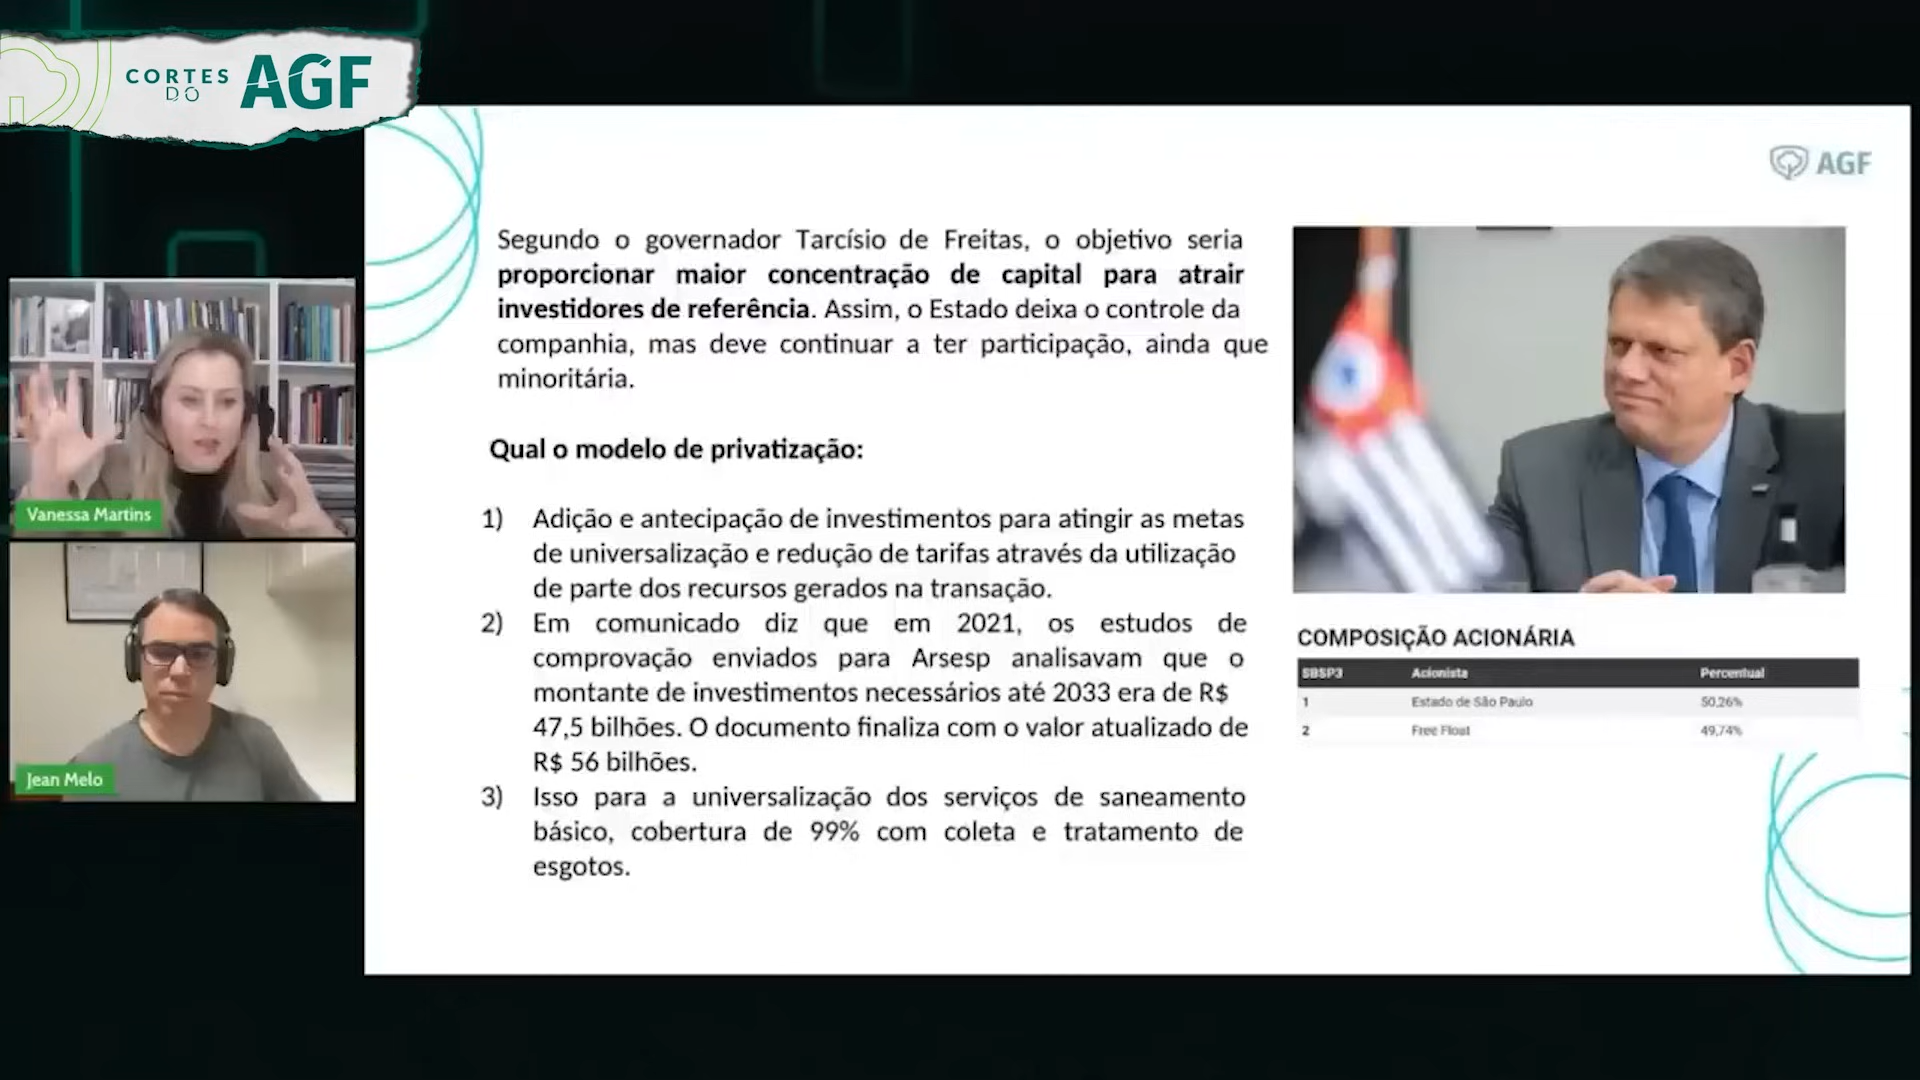 CORTES
DO
AGF
AGF
Segundo o governador Tarcísio de Freitas, o objetivo seria
proporcionar maior concentração de capital para atrair
investidores de referência. Assim, o Estado deixa o controle da
companhia, mas deve continuar a ter participação, ainda que
minoritária.
Qual o modelo de privatização:
1) Adição e antecipação de investimentos para atingir as metas
de universalização e redução de tarifas através da utilização
de parte dos recursos gerados na transação.
2) Em comunicado diz que em 2021, os estudos de
comprovação enviados para Arsesp analisavam que o
montante de investimentos necessários até 2033 era de R$
47,5 bilhões. O documento finaliza com o valor atualizado de
R$ 56 bilhões.
3) Isso para a universalização dos serviços de saneamento
básico, cobertura de 99% com coleta e tratamento de
esgotos.
COMPOSIÇÃO ACIONÁRIA
SBSP3 Acionista Percentual
1 Estado de São Paulo 50,26%
2 Free Float 49,74%
Vanessa Martins
Jean Melo